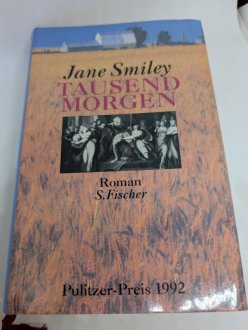 Jane Smiley
TAUSEND
MORGEN
Roman
S. Fischer
Pulitzer-Preis 1992